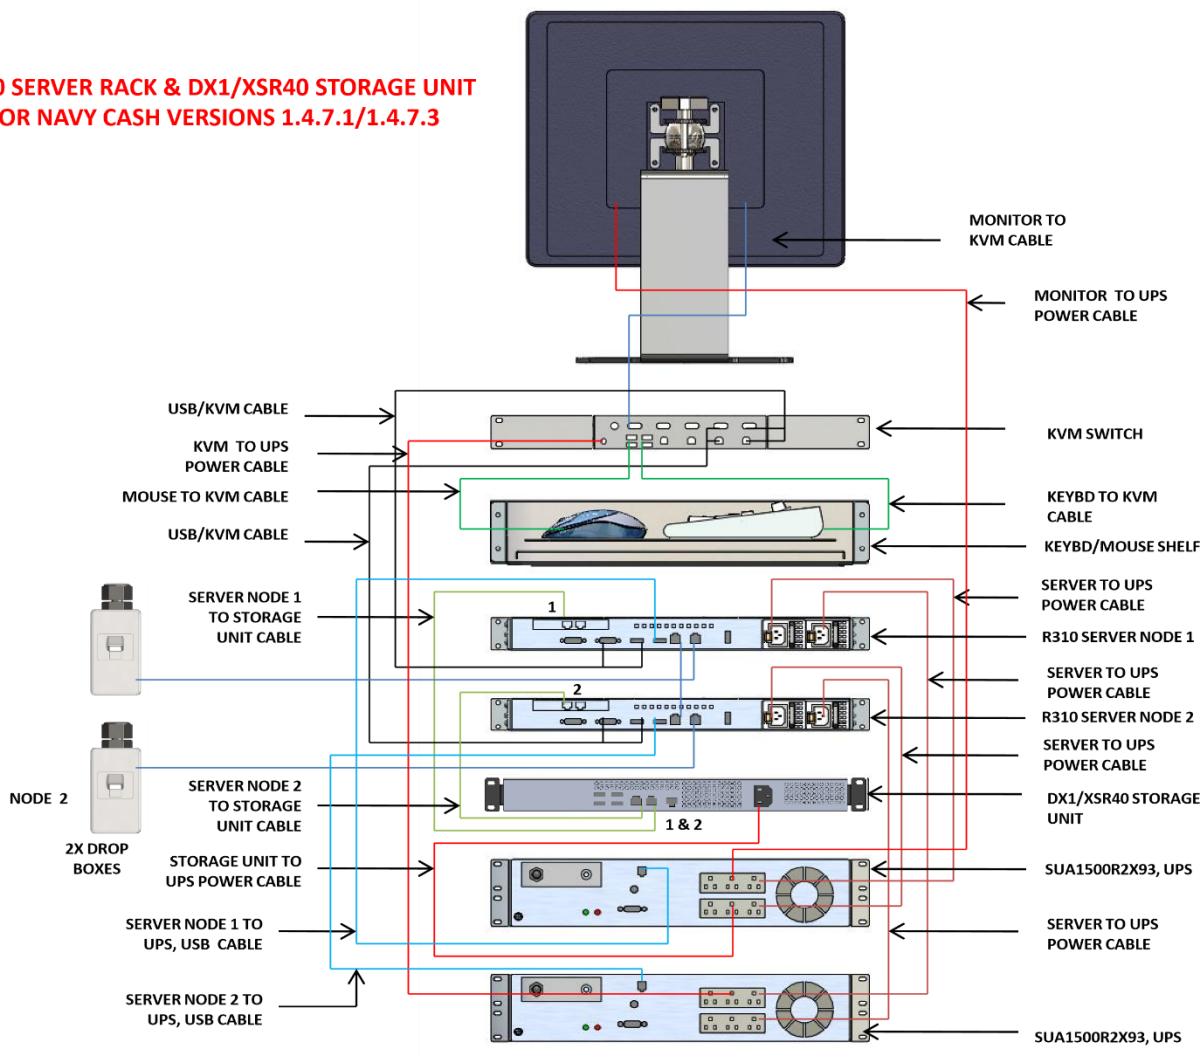 0 SERVER RACK & DX1/XSR40 STORAGE UNIT
OR NAVY CASH VERSIONS 1.4.7.1/1.4.7.3
MONITOR TO
KVM CABLE
MONITOR TO UPS
POWER CABLE
USB/KVM CABLE
KVM SWITCH
KVM TO UPS
POWER CABLE
MOUSE TO KVM CABLE
KEYBD TO KVM
CABLE
USB/KVM CABLE
KEYBD/MOUSE SHELF
SERVER NODE 1
TO STORAGE
UNIT CABLE
SERVER TO UPS
POWER CABLE
1
R310 SERVER NODE 1
SERVER TO UPS
POWER CABLE
2
R310 SERVER NODE 2
SERVER TO UPS
POWER CABLE
NODE 2
SERVER NODE 2
TO STORAGE
UNIT CABLE
DX1/XSR40 STORAGE
UNIT
1 & 2
2X DROP
BOXES
STORAGE UNIT TO
UPS POWER CABLE
SUA1500R2X93, UPS
SERVER NODE 1 TO
UPS, USB CABLE
SERVER TO UPS
POWER CABLE
SERVER NODE 2 TO
UPS, USB CABLE
SUA1500R2X93, UPS